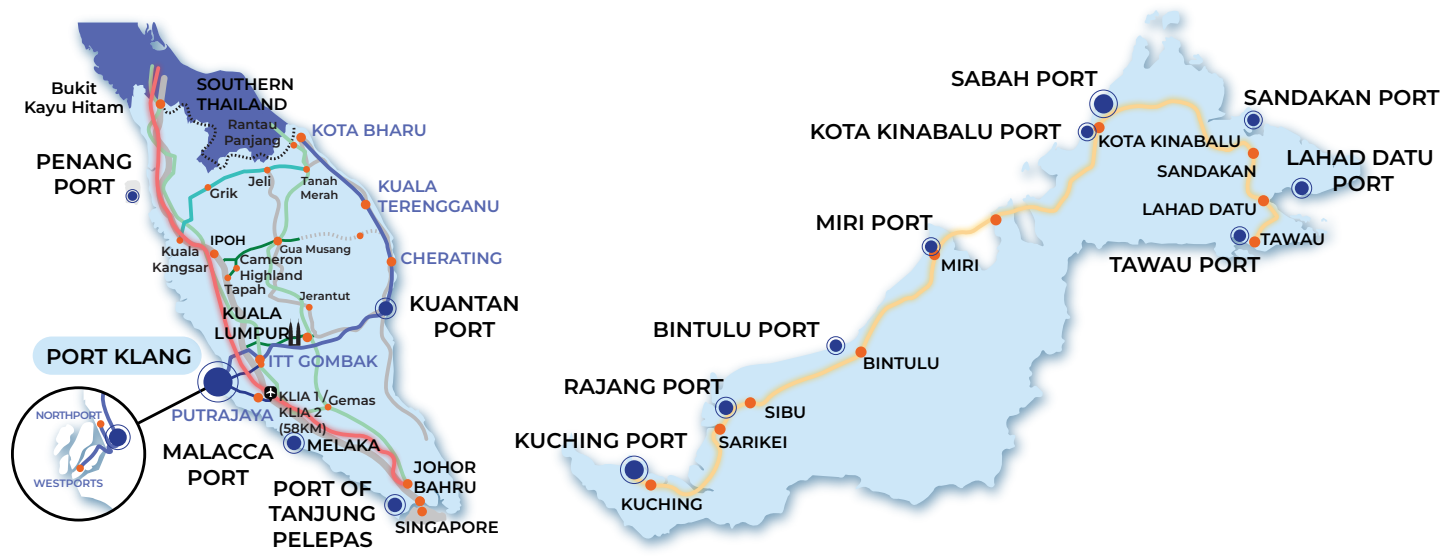 Bukit
Kayu Hitam
SOUTHERN
THAILAND
Rantau
Panjang
KOTA BHARU
PENANG
PORT
Grik
Jeli
Tanah
Merah
KUALA
TERENGGANU
Kuala
Kangsar
IPOH
Gua Musang
Cameron
Highland
Tapah
CHERATING
Jerantut
KUALA
LUMPUR
KUANTAN
PORT
PORT KLANG
ITT GOMBAK
PUTRAJAYA
KLIA 1 /
KLIA 2
(58KM)
Gemas
NORTHPORT
WESTPORTS
MALACCA
PORT
MELAKA
JOHOR
BAHRU
PORT OF
TANJUNG
PELEPAS
SINGAPORE
SABAH PORT
KOTA KINABALU PORT
KOTA KINABALU
SANDAKAN PORT
SANDAKAN
LAHAD DATU
PORT
LAHAD DATU
TAWAU
TAWAU PORT
MIRI PORT
MIRI
BINTULU PORT
BINTULU
RAJANG PORT
SIBU
SARIKEI
KUCHING PORT
KUCHING